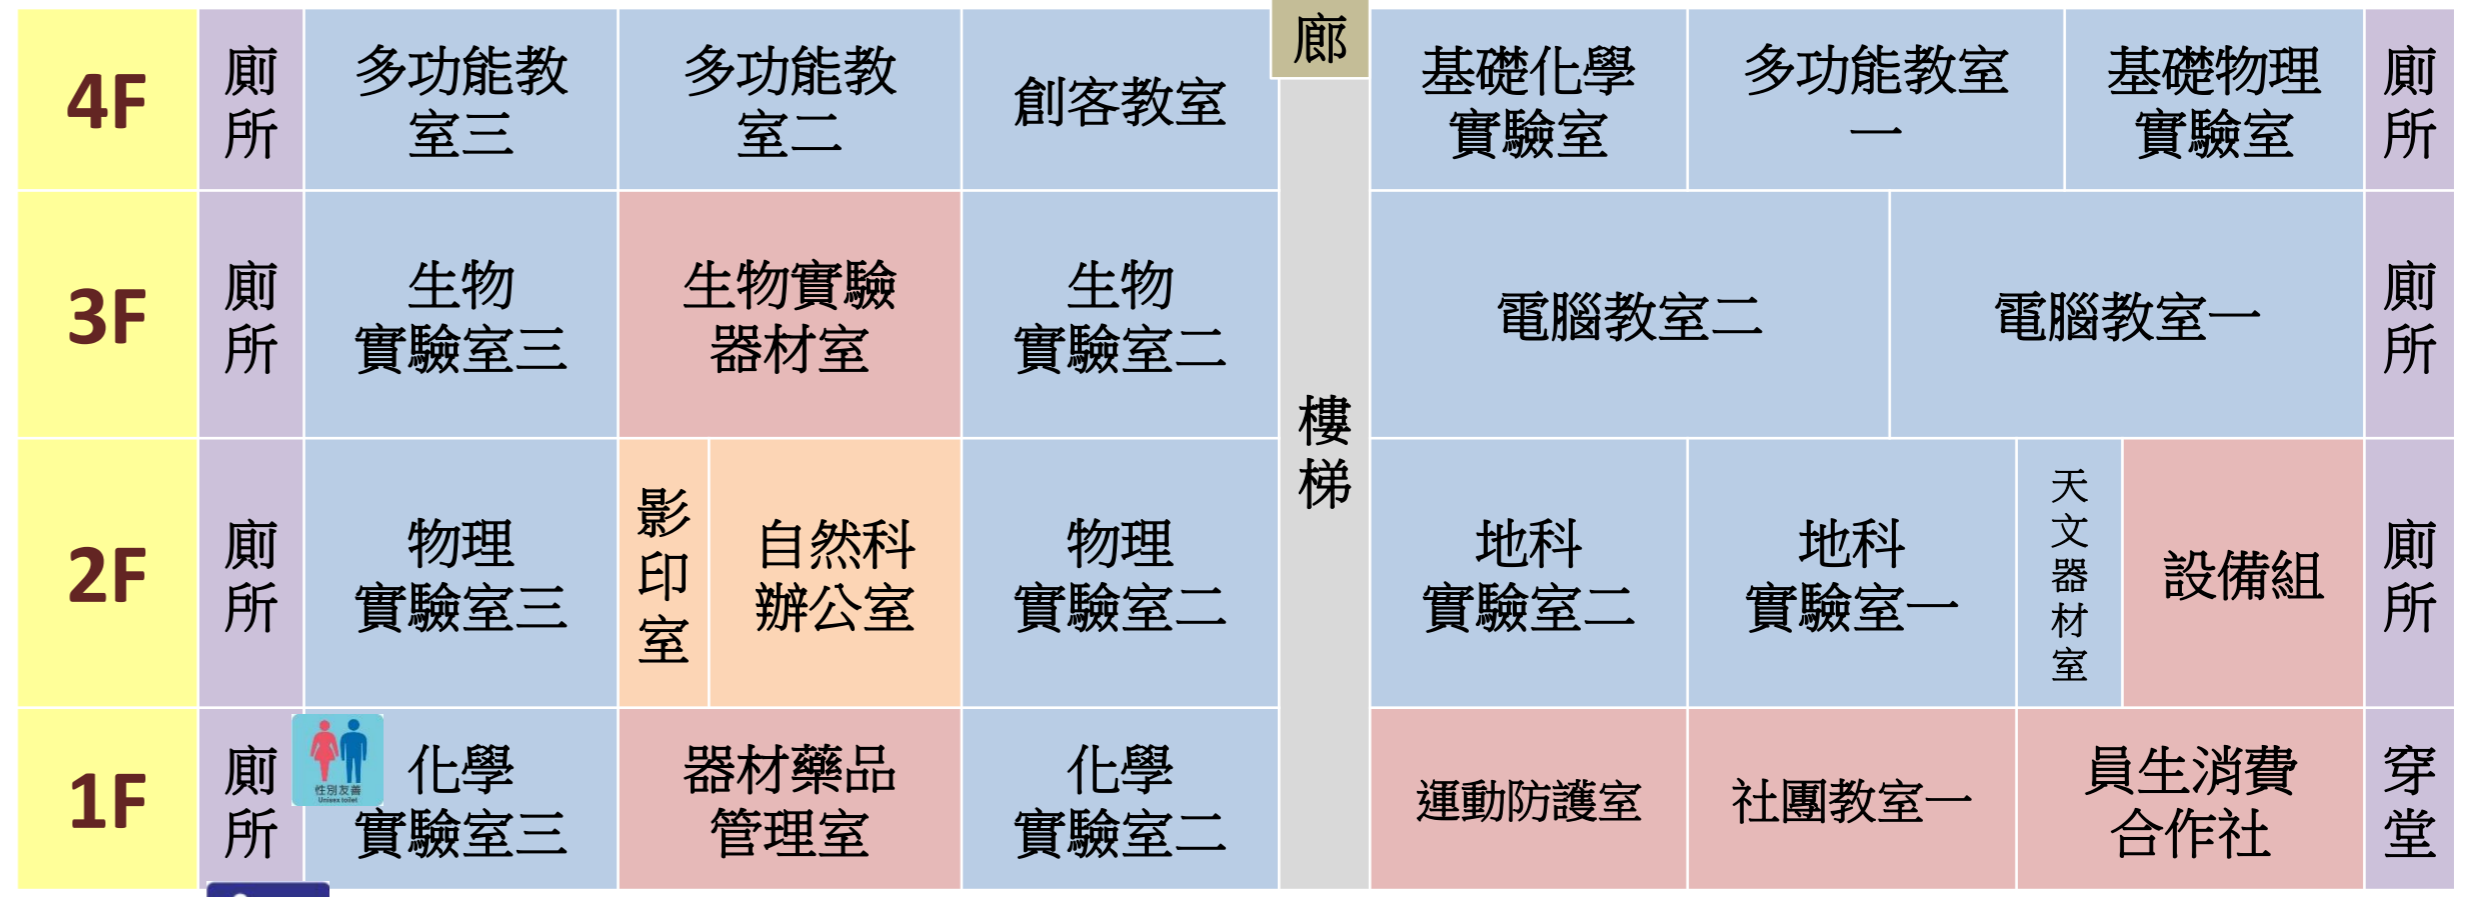 廊
4F
廁
所
多功能教
室三
多功能教
室二
創客教室
基礎化學
實驗室
多功能教室
一
基礎物理
實驗室
廁
所
3F
廁
所
生物
實驗室三
生物實驗
器材室
生物
實驗室二
樓
梯
電腦教室二
電腦教室一
廁
所
2F
廁
所
物理
實驗室三
影
印
室
自然科
辦公室
物理
實驗室二
地科
實驗室二
地科
實驗室一
天
文
器
材
室
設備組
廁
所
1F
廁
所
性別友善
Unisex toilet
化學
實驗室三
器材藥品
管理室
化學
實驗室二
運動防護室
社團教室一
員生消費
合作社
穿
堂